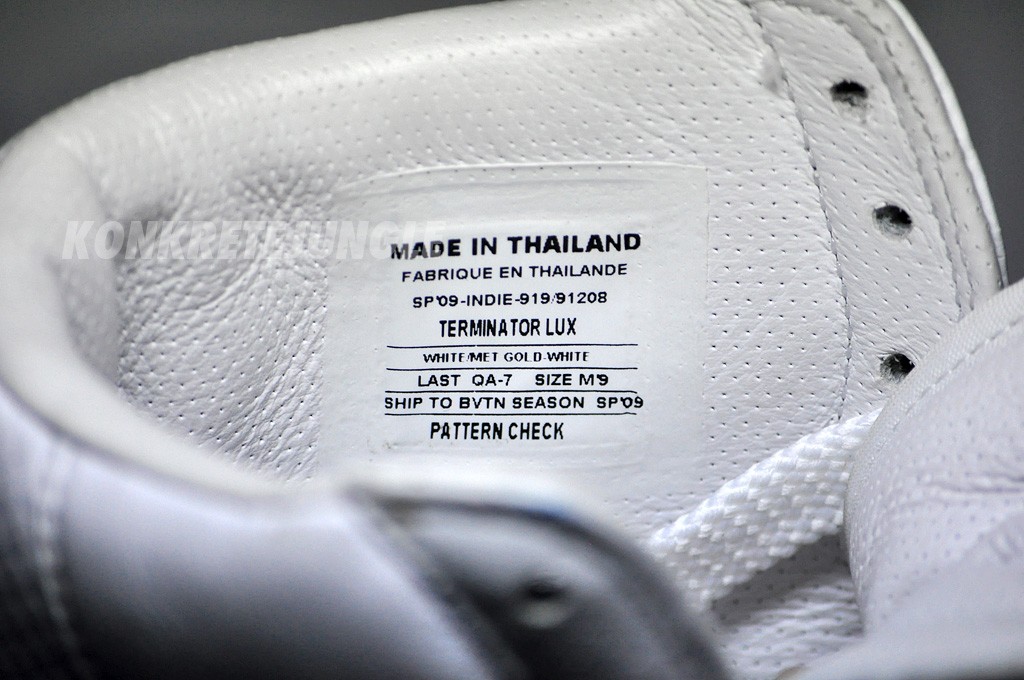 KONKRETEJUNGLE
MADE IN THAILAND
FABRIQUE EN THAILANDE
SP'09-INDIE-919/91208
TERMINATOR LUX
WHITE/MET GOLD-WHITE
LAST QA-7 SIZE M'9
SHIP TO BVTN SEASON SP'09
PATTERN CHECK